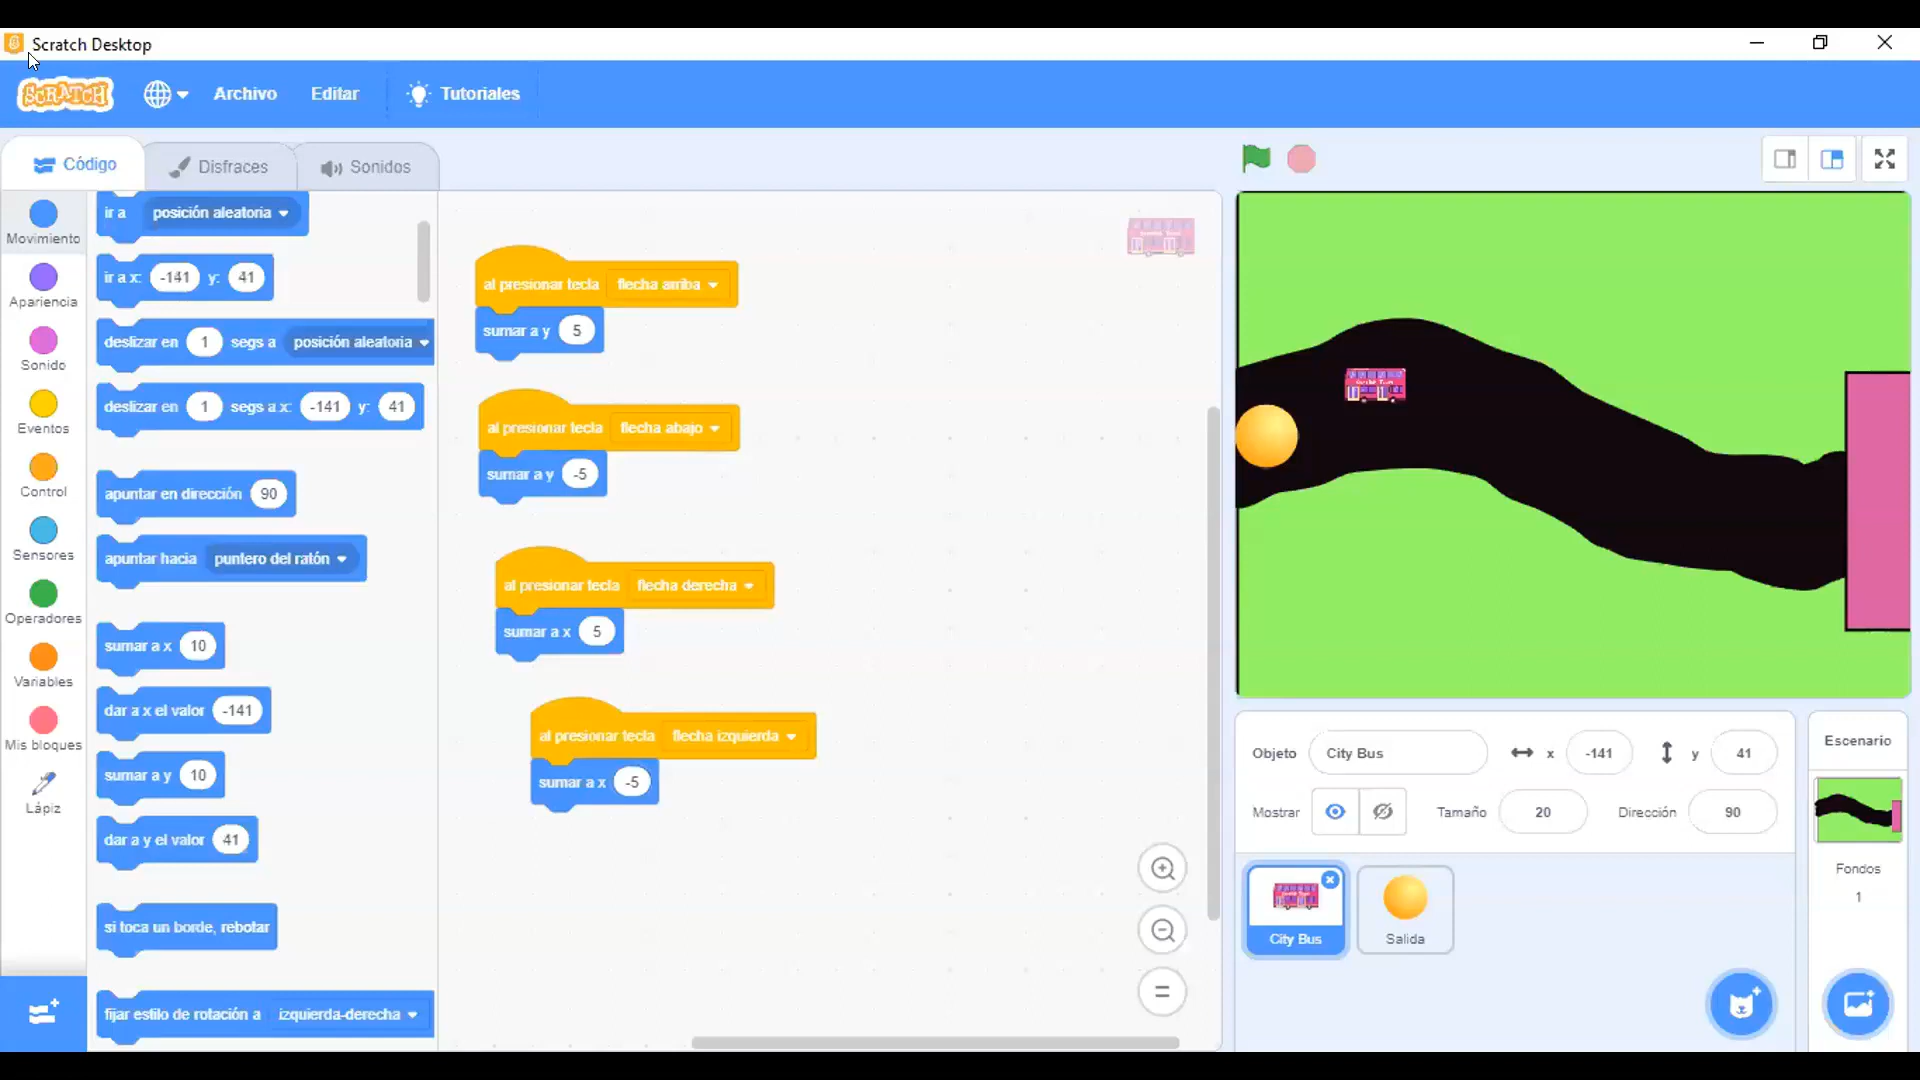 Scratch Desktop
SCRATCH
Archivo
Editar
Tutoriales
Código
Disfraces
Sonidos
Movimiento
Apariencia
Sonido
Eventos
Control
Sensores
Operadores
Variables
Mis bloques
Lápiz
ir a posición aleatoria
ir a x: -141 y: 41
deslizar en 1 segs a posición aleatoria
deslizar en 1 segs a x: -141 y: 41
apuntar en dirección 90
apuntar hacia puntero del ratón
sumar a x 10
dar a x el valor -141
sumar a y 10
dar a y el valor 41
si toca un borde, rebotar
fijar estilo de rotación a izquierda-derecha
al presionar tecla flecha arriba
sumar a y 5
al presionar tecla flecha abajo
sumar a y -5
al presionar tecla flecha derecha
sumar a x 5
al presionar tecla flecha izquierda
sumar a x -5
Objeto City Bus x -141 y 41
Mostrar Tamaño 20 Dirección 90
City Bus
Salida
Escenario
Fondos
1